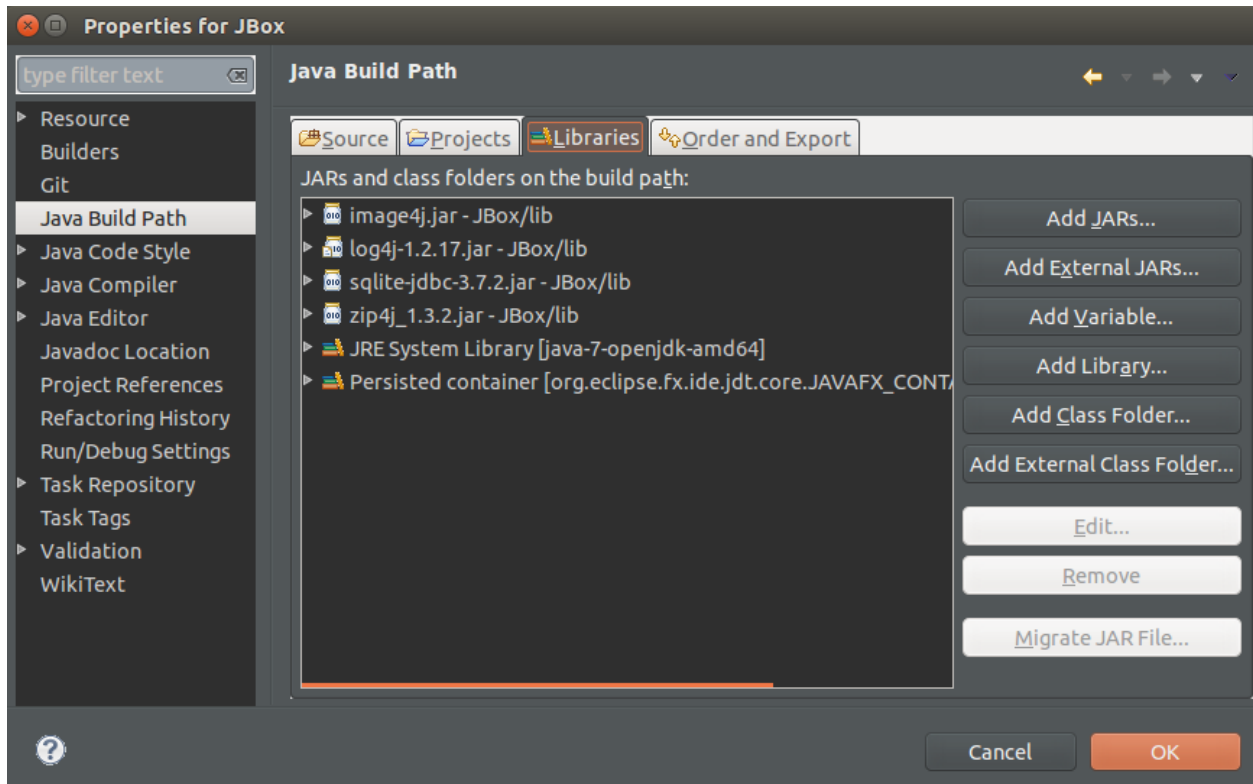 Properties for JBox
type filter text
Resource
Builders
Git
Java Build Path
Java Code Style
Java Compiler
Java Editor
Javadoc Location
Project References
Refactoring History
Run/Debug Settings
Task Repository
Task Tags
Validation
WikiText
Java Build Path
Source
Projects
Libraries
Order and Export
JARs and class folders on the build path:
image4j.jar - JBox/lib
log4j-1.2.17.jar - JBox/lib
sqlite-jdbc-3.7.2.jar - JBox/lib
zip4j_1.3.2.jar - JBox/lib
JRE System Library [java-7-openjdk-amd64]
Persisted container [org.eclipse.fx.ide.jdt.core.JAVAFX_CONTA
Add JARs...
Add External JARs...
Add Variable...
Add Library...
Add Class Folder...
Add External Class Folder...
Edit...
Remove
Migrate JAR File...
Cancel
OK